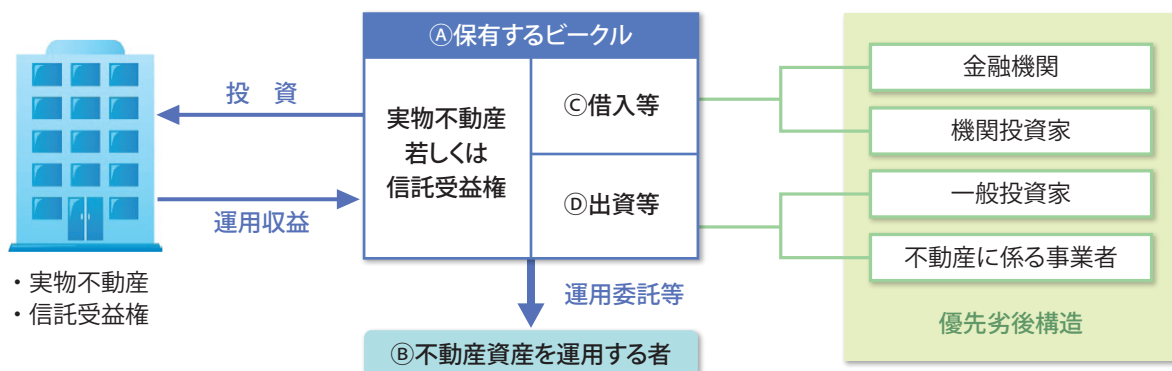 Ⓐ保有するビークル
投　資
運用収益
・実物不動産
・信託受益権
実物不動産
若しくは
信託受益権
Ⓒ借入等
Ⓓ出資等
運用委託等
Ⓑ不動産資産を運用する者
金融機関
機関投資家
一般投資家
不動産に係る事業者
優先劣後構造